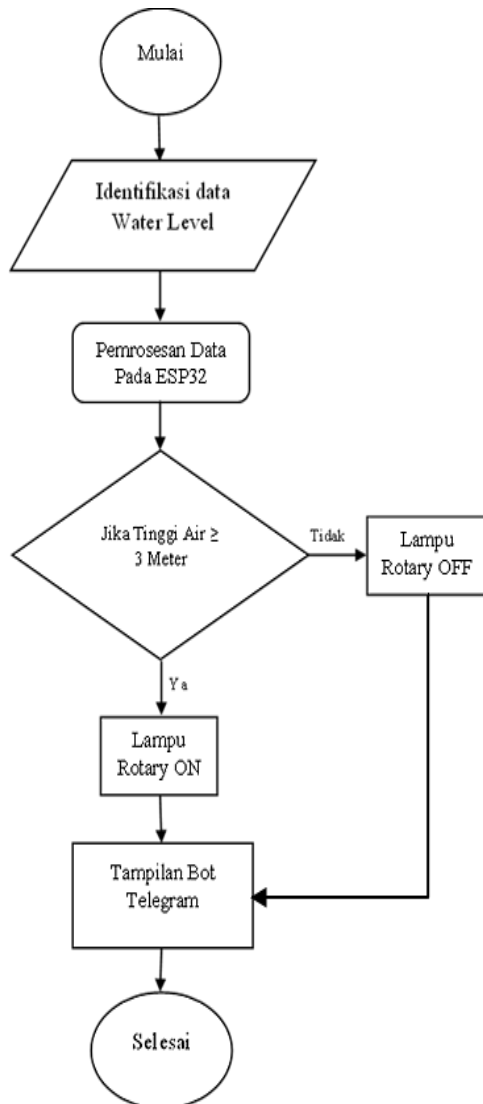 Mulai
Identifikasi data
Water Level
Pemrosesan Data
Pada ESP32
Jika Tinggi Air ≥
3 Meter
Tidak
Lampu
Rotary OFF
Ya
Lampu
Rotary ON
Tampilan Bot
Telegram
Selesai